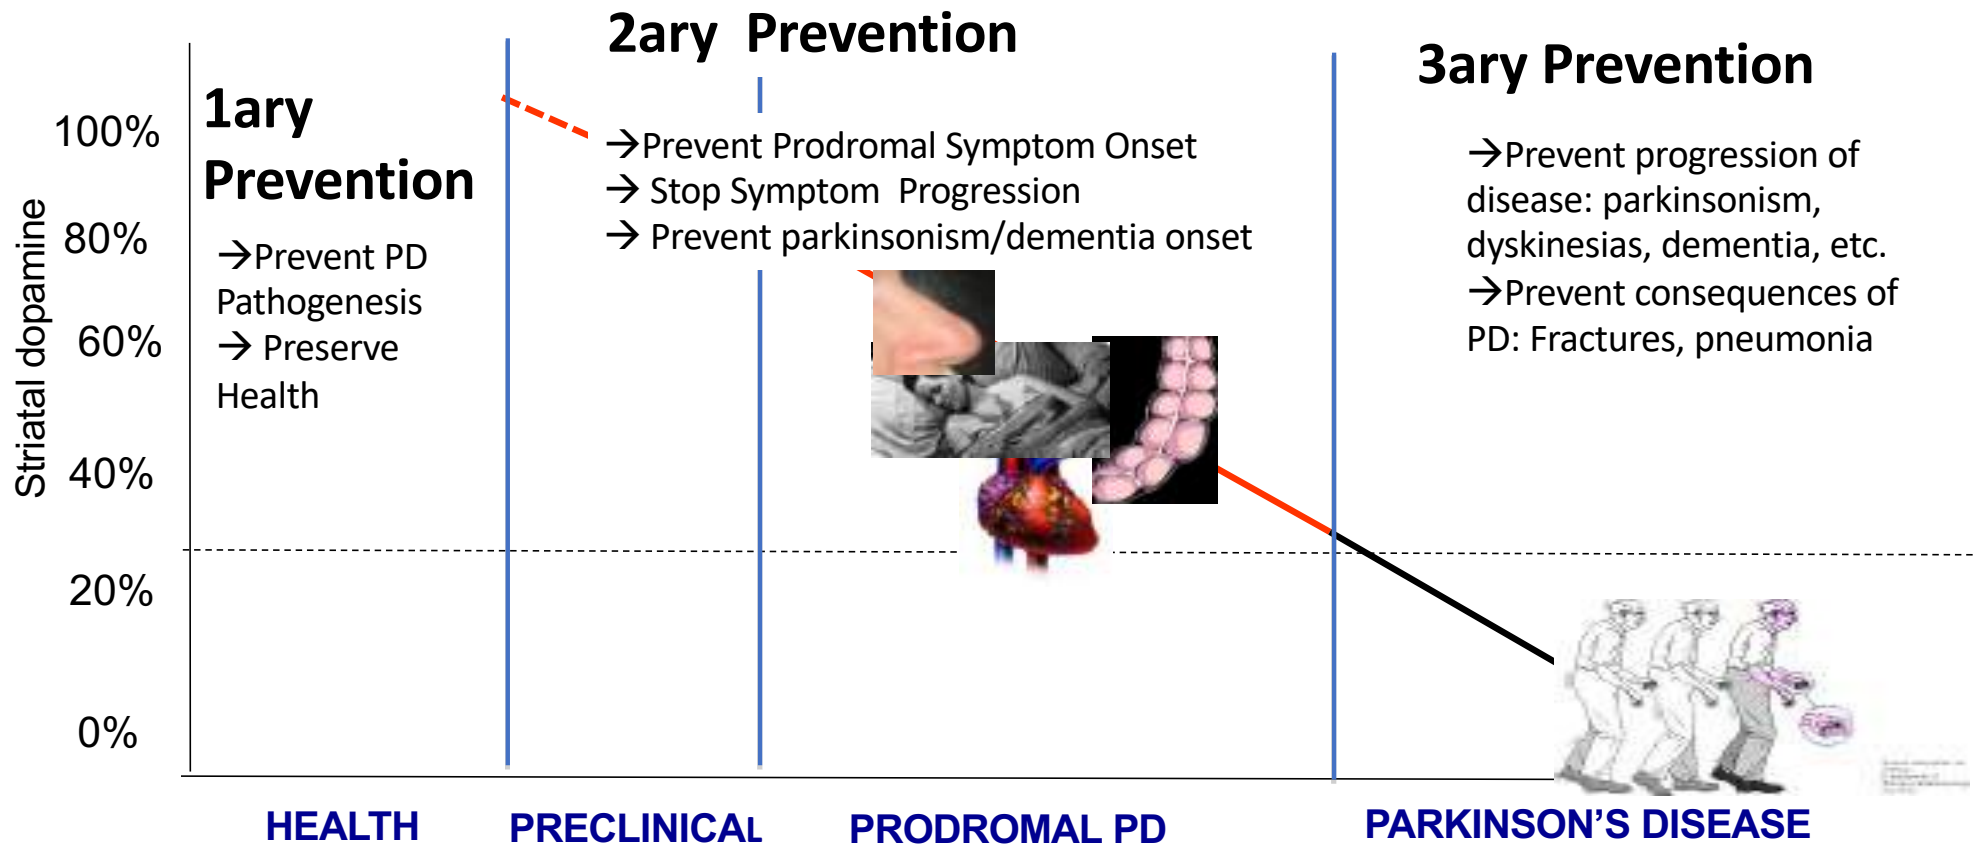 2ary Prevention
3ary Prevention
1ary
Prevention
→Prevent PD
Pathogenesis
→ Preserve
Health
→Prevent Prodromal Symptom Onset
→ Stop Symptom Progression
→ Prevent parkinsonism/dementia onset
→Prevent progression of
disease: parkinsonism,
dyskinesias, dementia, etc.
→Prevent consequences of
PD: Fractures, pneumonia
Striatal dopamine
100%
80%
60%
40%
20%
0%
HEALTH
PRECLINICAL
PRODROMAL PD
PARKINSON'S DISEASE